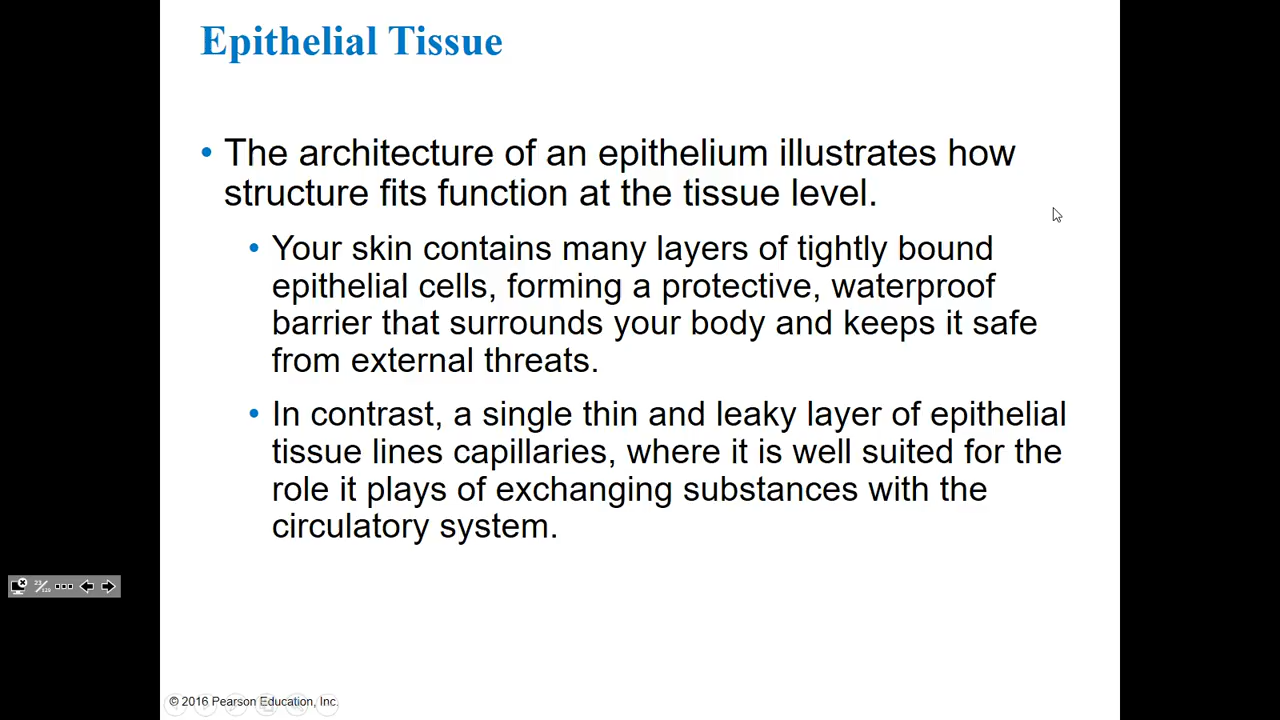 Epithelial Tissue
• The architecture of an epithelium illustrates how
structure fits function at the tissue level.
• Your skin contains many layers of tightly bound
epithelial cells, forming a protective, waterproof
barrier that surrounds your body and keeps it safe
from external threats.
• In contrast, a single thin and leaky layer of epithelial
tissue lines capillaries, where it is well suited for the
role it plays of exchanging substances with the
circulatory system.
© 2016 Pearson Education, Inc.